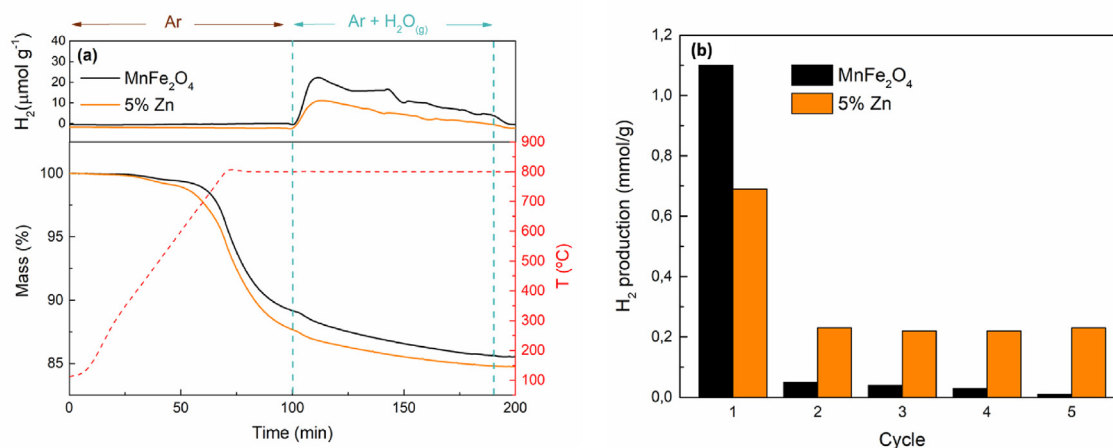 Ar
Ar + H₂O₍g₎
(a)
MnFe₂O₄
5% Zn
H₂(μmol g⁻¹)
40
30
20
10
0
Mass (%)
100
95
90
85
T (ºC)
900
800
700
600
500
400
300
200
100
0 50 100 150 200
Time (min)
(b)
MnFe₂O₄
5% Zn
H₂ production (mmol/g)
1,2
1,0
0,8
0,6
0,4
0,2
0,0
1 2 3 4 5
Cycle